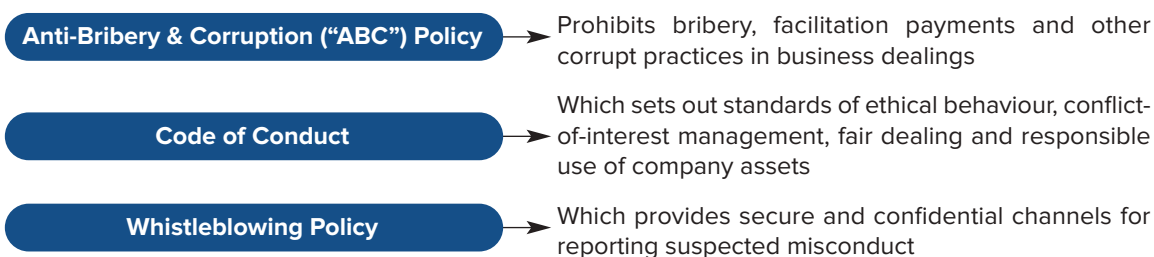 Anti-Bribery & Corruption (“ABC”) Policy
Prohibits bribery, facilitation payments and other
corrupt practices in business dealings
Code of Conduct
Which sets out standards of ethical behaviour, conflict-
of-interest management, fair dealing and responsible
use of company assets
Whistleblowing Policy
Which provides secure and confidential channels for
reporting suspected misconduct